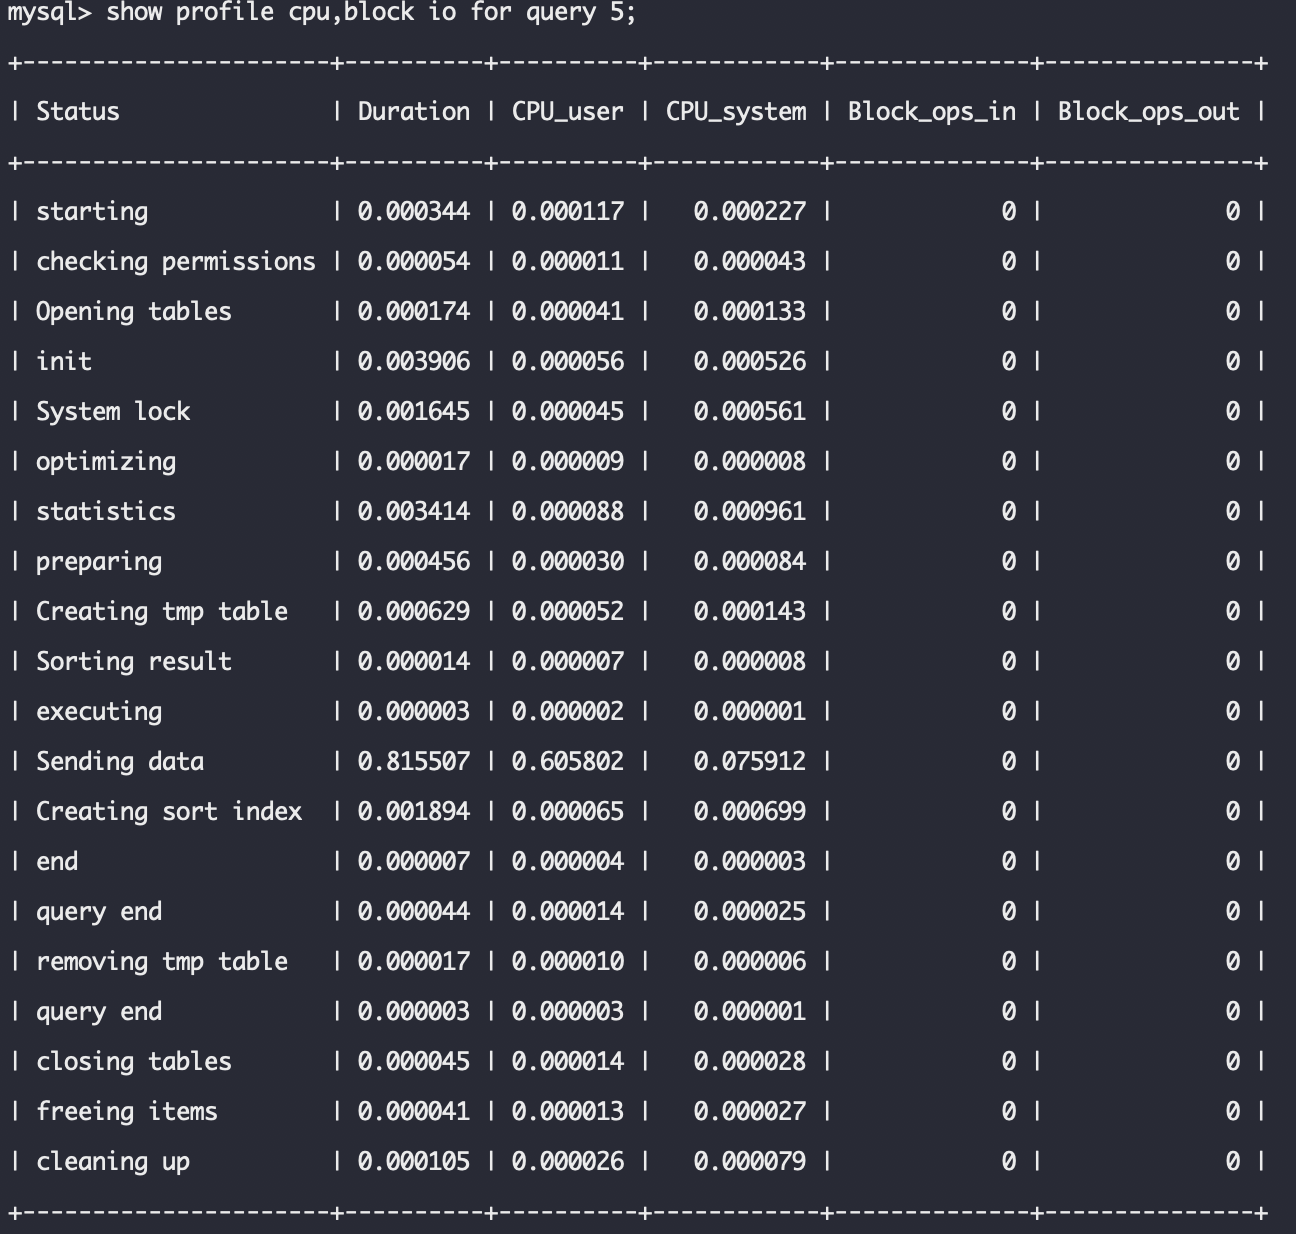 mysql> show profile cpu,block io for query 5;
+----------------------+----------+----------+------------+--------------+---------------+
| Status               | Duration | CPU_user | CPU_system | Block_ops_in | Block_ops_out |
+----------------------+----------+----------+------------+--------------+---------------+
| starting             | 0.000344 | 0.000117 |   0.000227 |            0 |             0 |
| checking permissions | 0.000054 | 0.000011 |   0.000043 |            0 |             0 |
| Opening tables       | 0.000174 | 0.000041 |   0.000133 |            0 |             0 |
| init                 | 0.003906 | 0.000056 |   0.000526 |            0 |             0 |
| System lock          | 0.001645 | 0.000045 |   0.000561 |            0 |             0 |
| optimizing           | 0.000017 | 0.000009 |   0.000008 |            0 |             0 |
| statistics           | 0.003414 | 0.000088 |   0.000961 |            0 |             0 |
| preparing            | 0.000456 | 0.000030 |   0.000084 |            0 |             0 |
| Creating tmp table   | 0.000629 | 0.000052 |   0.000143 |            0 |             0 |
| Sorting result       | 0.000014 | 0.000007 |   0.000008 |            0 |             0 |
| executing            | 0.000003 | 0.000002 |   0.000001 |            0 |             0 |
| Sending data         | 0.815507 | 0.605802 |   0.075912 |            0 |             0 |
| Creating sort index  | 0.001894 | 0.000065 |   0.000699 |            0 |             0 |
| end                  | 0.000007 | 0.000004 |   0.000003 |            0 |             0 |
| query end            | 0.000044 | 0.000014 |   0.000025 |            0 |             0 |
| removing tmp table   | 0.000017 | 0.000010 |   0.000006 |            0 |             0 |
| query end            | 0.000003 | 0.000003 |   0.000001 |            0 |             0 |
| closing tables       | 0.000045 | 0.000014 |   0.000028 |            0 |             0 |
| freeing items        | 0.000041 | 0.000013 |   0.000027 |            0 |             0 |
| cleaning up          | 0.000105 | 0.000026 |   0.000079 |            0 |             0 |
+----------------------+----------+----------+------------+--------------+---------------+